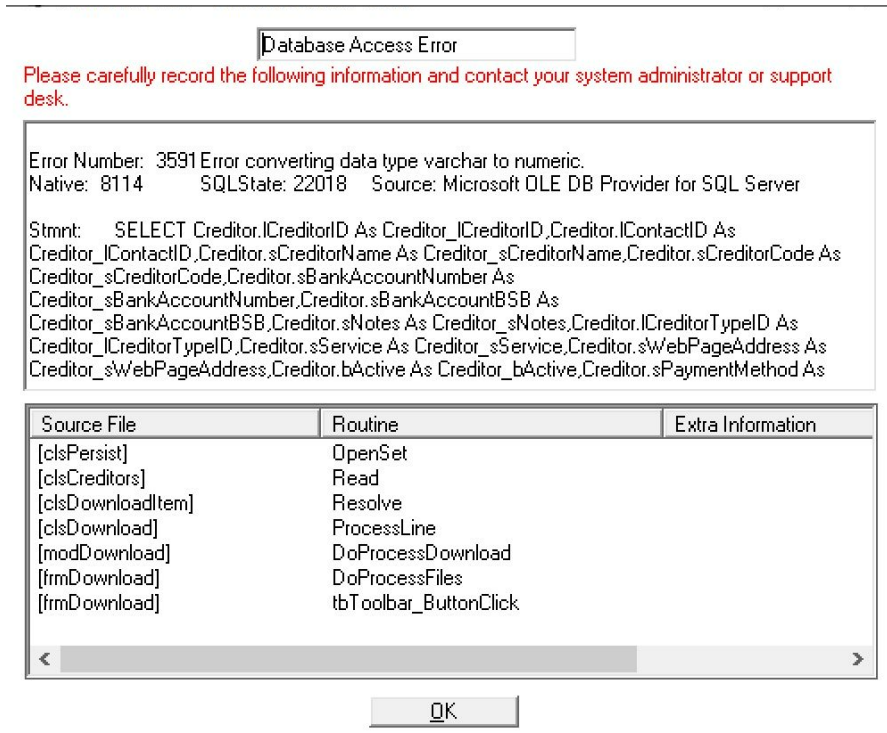 Database Access Error
Please carefully record the following information and contact your system administrator or support
desk.
Error Number: 3591 Error converting data type varchar to numeric.
Native: 8114 SQLState: 22018 Source: Microsoft OLE DB Provider for SQL Server
Stmnt: SELECT Creditor.lCreditorID As Creditor_lCreditorID,Creditor.lContactID As
Creditor_lContactID,Creditor.sCreditorName As Creditor_sCreditorName,Creditor.sCreditorCode As
Creditor_sCreditorCode,Creditor.sBankAccountNumber As
Creditor_sBankAccountNumber,Creditor.sBankAccountBSB As
Creditor_sBankAccountBSB,Creditor.sNotes As Creditor_sNotes,Creditor.lCreditorTypeID As
Creditor_lCreditorTypeID,Creditor.sService As Creditor_sService,Creditor.sWebPageAddress As
Creditor_sWebPageAddress,Creditor.bActive As Creditor_bActive,Creditor.sPaymentMethod As
Source File Routine Extra Information
[clsPersist] OpenSet
[clsCreditors] Read
[clsDownloadItem] Resolve
[clsDownload] ProcessLine
[modDownload] DoProcessDownload
[frmDownload] DoProcessFiles
[frmDownload] tbToolbar_ButtonClick
OK